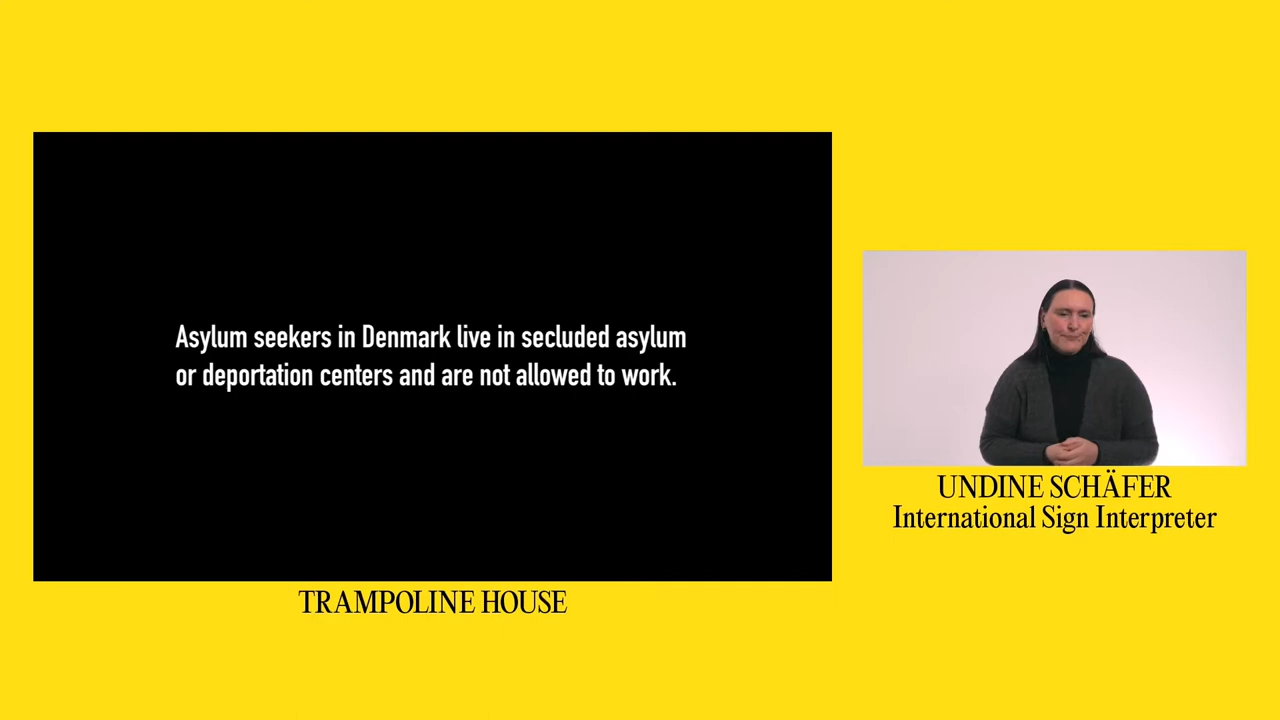 Asylum seekers in Denmark live in secluded asylum
or deportation centers and are not allowed to work.
TRAMPOLINE HOUSE
UNDINE SCHÄFER
International Sign Interpreter